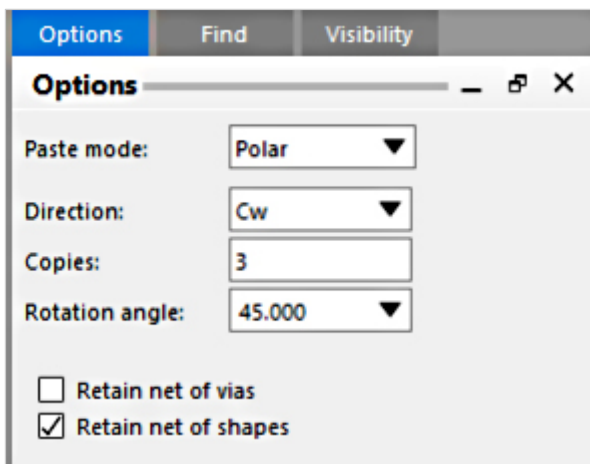 Options Find Visibility
Options
Paste mode: Polar
Direction: Cw
Copies: 3
Rotation angle: 45.000
Retain net of vias
Retain net of shapes